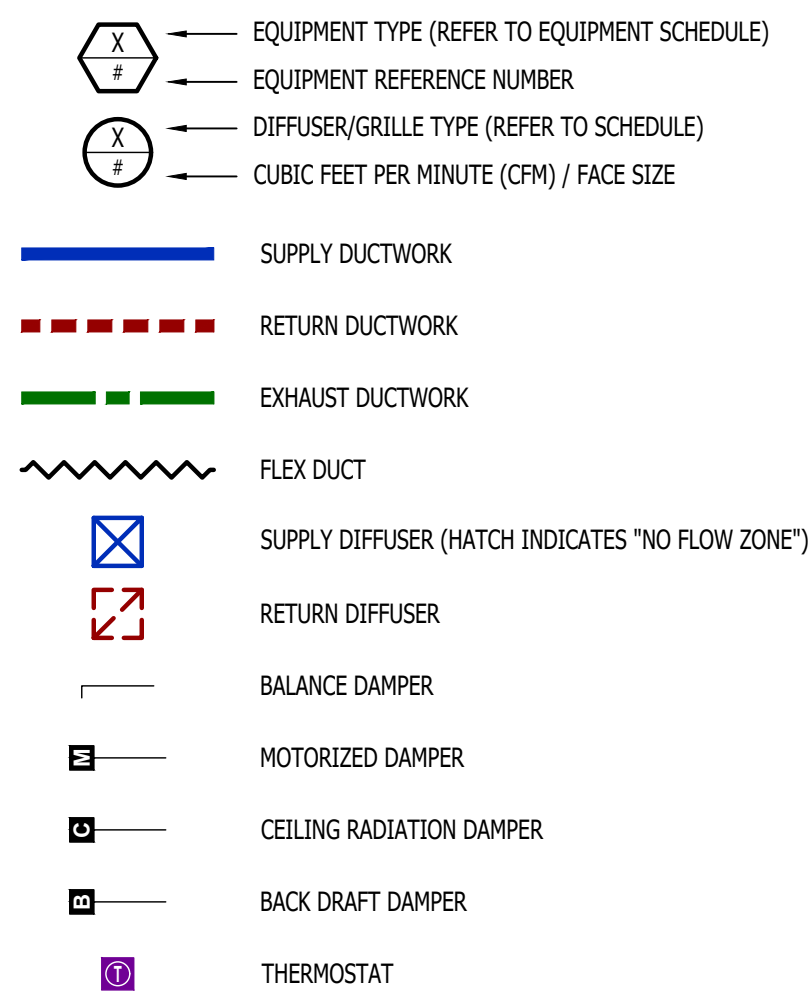 X
EQUIPMENT TYPE (REFER TO EQUIPMENT SCHEDULE)
#
EQUIPMENT REFERENCE NUMBER
X
DIFFUSER/GRILLE TYPE (REFER TO SCHEDULE)
#
CUBIC FEET PER MINUTE (CFM) / FACE SIZE
SUPPLY DUCTWORK
RETURN DUCTWORK
EXHAUST DUCTWORK
FLEX DUCT
SUPPLY DIFFUSER (HATCH INDICATES "NO FLOW ZONE")
RETURN DIFFUSER
BALANCE DAMPER
M
MOTORIZED DAMPER
C
CEILING RADIATION DAMPER
B
BACK DRAFT DAMPER
T
THERMOSTAT